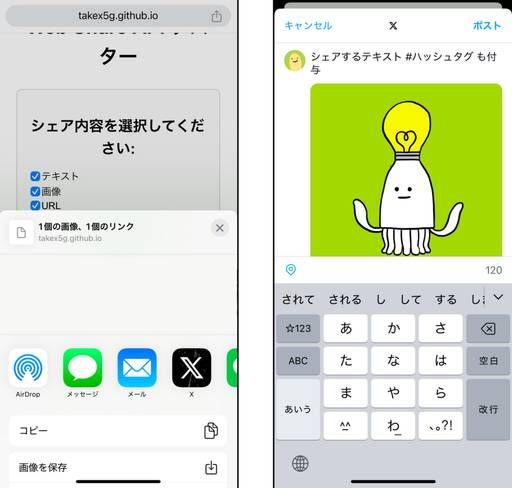 takex5g.github.io
ター
シェア内容を選択してくだ
さい:
テキスト
画像
URL
1個の画像、1個のリンク
takex5g.github.io
AirDrop
メッセージ
メール
X
コピー
画像を保存
キャンセル
X
ポスト
シェアするテキスト #ハッシュタグ も付
与
120
されて される し して する
☆123 あ か さ
ABC た な は 空白
あいう ま や ら 改行
^^ わ 、。?!